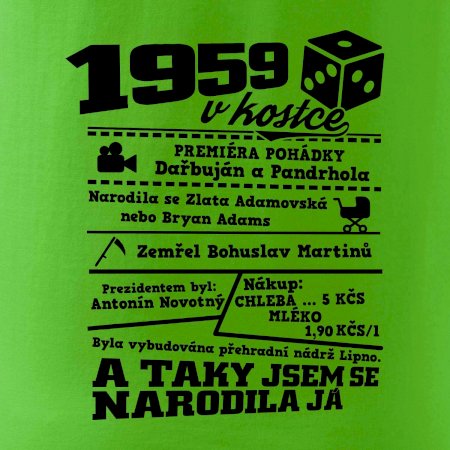 1959
v kostce
PREMIÉRA POHÁDKY
Dařbuján a Pandrhola
Narodila se Zlata Adamovská
nebo Bryan Adams
Zemřel Bohuslav Martinů
Prezidentem byl:
Antonín Novotný
Nákup:
CHLEBA ... 5 KČS
MLÉKO
1,90 KČS/l
Byla vybudována přehradní nádrž Lipno.
A TAKY JSEM SE
NARODILA JÁ